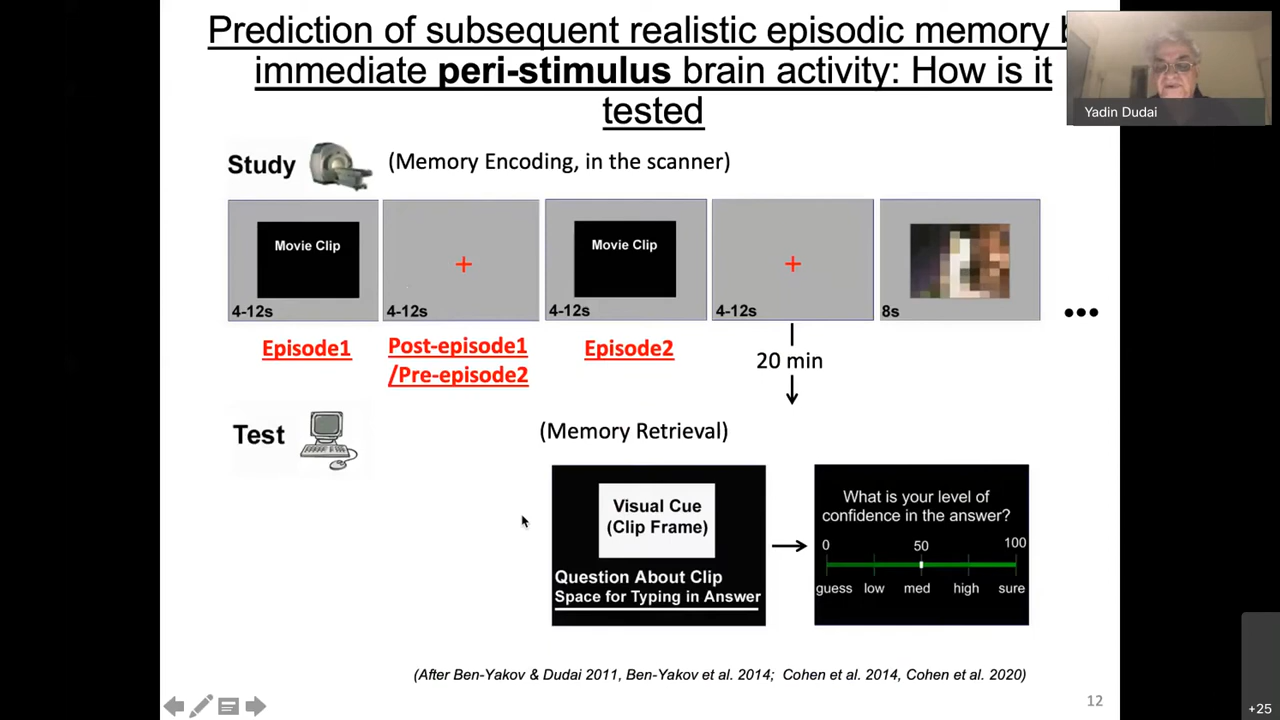 Prediction of subsequent realistic episodic memory
immediate peri-stimulus brain activity: How is it
tested
Yadin Dudai
Study
(Memory Encoding, in the scanner)
Movie Clip
4-12s
+
4-12s
Movie Clip
4-12s
+
4-12s
8s
•••
Episode1
Post-episode1
/Pre-episode2
Episode2
20 min
Test
(Memory Retrieval)
Visual Cue
(Clip Frame)
Question About Clip
Space for Typing in Answer
What is your level of
confidence in the answer?
0 50 100
guess low med high sure
(After Ben-Yakov & Dudai 2011, Ben-Yakov et al. 2014; Cohen et al. 2014, Cohen et al. 2020)
12
+25